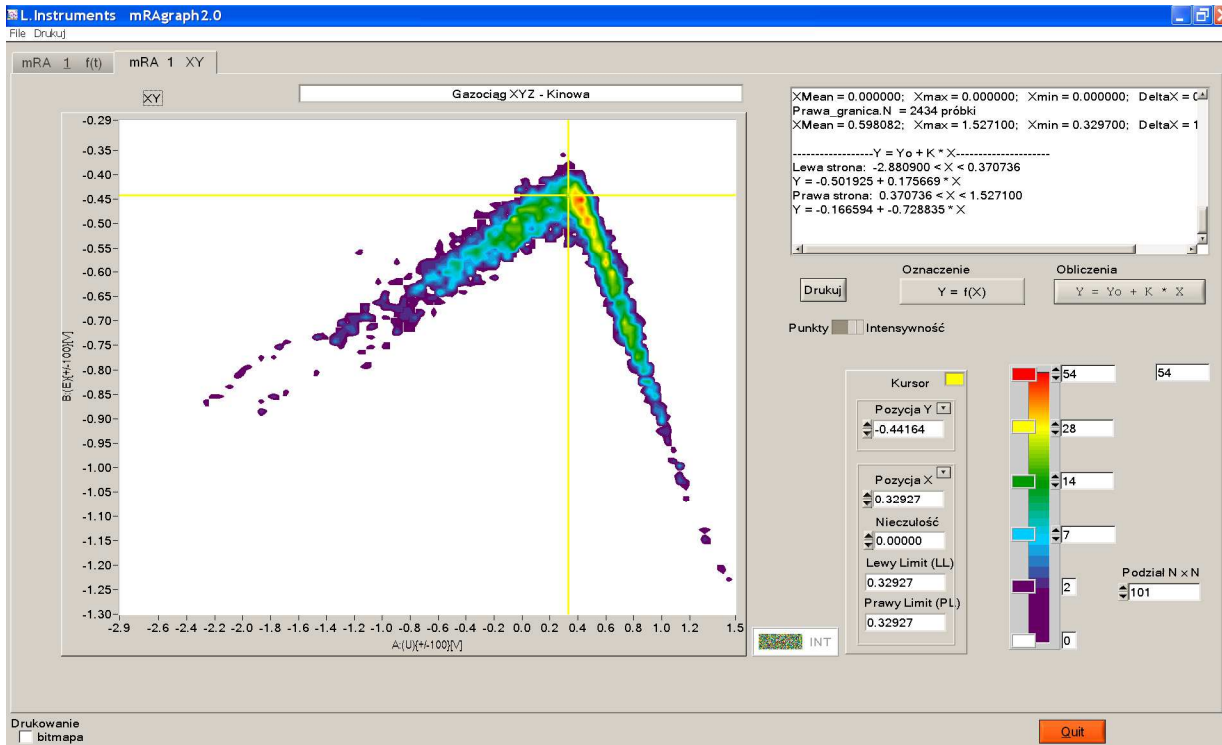 L.Instruments mRAgraph2.0
File Drukuj
mRA 1 f(t) mRA 1 XY
XY
Gazociąg XYZ - Kinowa
-0.29
-0.35
-0.40
-0.45
-0.50
-0.55
-0.60
-0.65
-0.70
-0.75
-0.80
-0.85
-0.90
-0.95
-1.00
-1.05
-1.10
-1.15
-1.20
-1.25
-1.30
B:(E){+/-100}[V]
-2.9 -2.6 -2.4 -2.2 -2.0 -1.8 -1.6 -1.4 -1.2 -1.0 -0.8 -0.6 -0.4 -0.2 0.0 0.2 0.4 0.6 0.8 1.0 1.2 1.5
A:(U){+/-100}[V]
XMean = 0.000000; Xmax = 0.000000; Xmin = 0.000000; DeltaX =
Prawa_granica.N = 2434 próbki
XMean = 0.598082; Xmax = 1.527100; Xmin = 0.329700; DeltaX = 1
------------------Y = Yo + K * X---------------------
Lewa strona: -2.880900 < X < 0.370736
Y = -0.501925 + 0.175669 * X
Prawa strona: 0.370736 < X < 1.527100
Y = -0.166594 + -0.728835 * X
Drukuj
Oznaczenie
Y = f(X)
Obliczenia
Y = Yo + K * X
Punkty Intensywność
Kursor
Pozycja Y
-0.44164
Pozycja X
0.32927
Nieczułość
0.00000
Lewy Limit (LL)
0.32927
Prawy Limit (PL)
0.32927
INT
54
28
14
7
2
0
54
Podzial N x N
101
Drukowanie
bitmapa
Quit